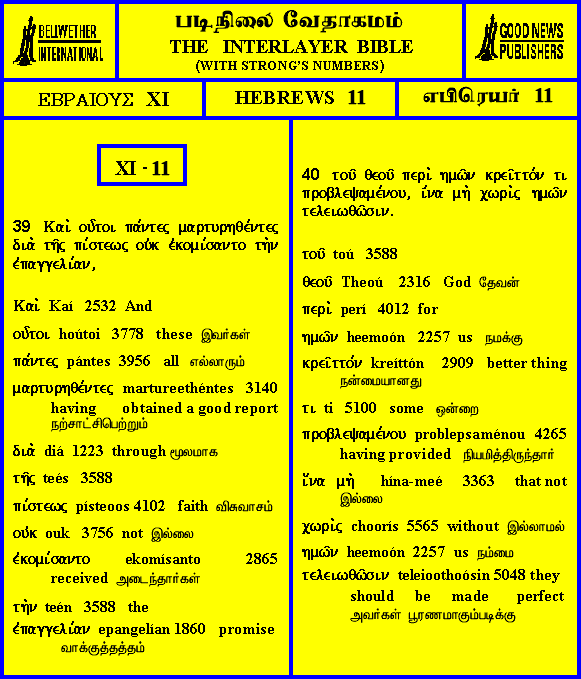 BELLWETHER
INTERNATIONAL
படிநிலை வேதாகமம்
THE INTERLAYER BIBLE
(WITH STRONG'S NUMBERS)
GOOD NEWS
PUBLISHERS
ΕΒΡΑΙΟΥΣ XI
HEBREWS 11
எபிரெயர் 11
XI - 11
39 Καὶ οὗτοι πάντες μαρτυρηθέντες
διὰ τῆς πίστεως οὐκ ἐκομίσαντο τὴν
ἐπαγγελίαν,
Καὶ Kaí 2532 And
οὗτοι hoútoi 3778 these இவர்கள்
πάντες pántes 3956 all எல்லாரும்
μαρτυρηθέντες martureethéntes 3140
having obtained a good report
நற்சாட்சிபெற்றும்
διὰ diá 1223 through மூலமாக
τῆς teés 3588
πίστεως písteoos 4102 faith விசுவாசம்
οὐκ ouk 3756 not இல்லை
ἐκομίσαντο ekomísanto 2865
received அடைந்தார்கள்
τὴν teén 3588 the
ἐπαγγελίαν epangelían 1860 promise
வாக்குத்தத்தம்
40 τοῦ θεοῦ περὶ ημῶν κρεῖττόν τι
προβλεψαμένου, ἵνα μὴ χωρὶς ημῶν
τελειωθῶσιν.
τοῦ toú 3588
θεοῦ Theoú 2316 God தேவன்
περὶ perí 4012 for
ημῶν heemoón 2257 us நமக்கு
κρεῖττόν kreíttón 2909 better thing
நன்மையானது
τι ti 5100 some ஒன்றை
προβλεψαμένου problepsaménou 4265
having provided நியமித்திருந்தார்
ἵνα μὴ hína-meé 3363 that not
இல்லை
χωρὶς choorís 5565 without இல்லாமல்
ημῶν heemoón 2257 us நம்மை
τελειωθῶσιν teleioothoósin 5048 they
should be made perfect
அவர்கள் பூரணமாகும்படிக்கு